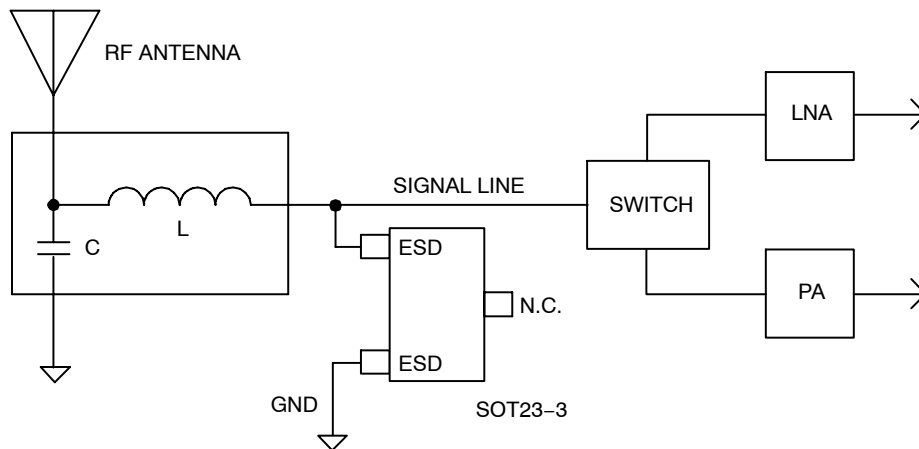 RF ANTENNA
LNA
SIGNAL LINE
SWITCH
L
C
ESD
N.C.
PA
ESD
GND
SOT23−3